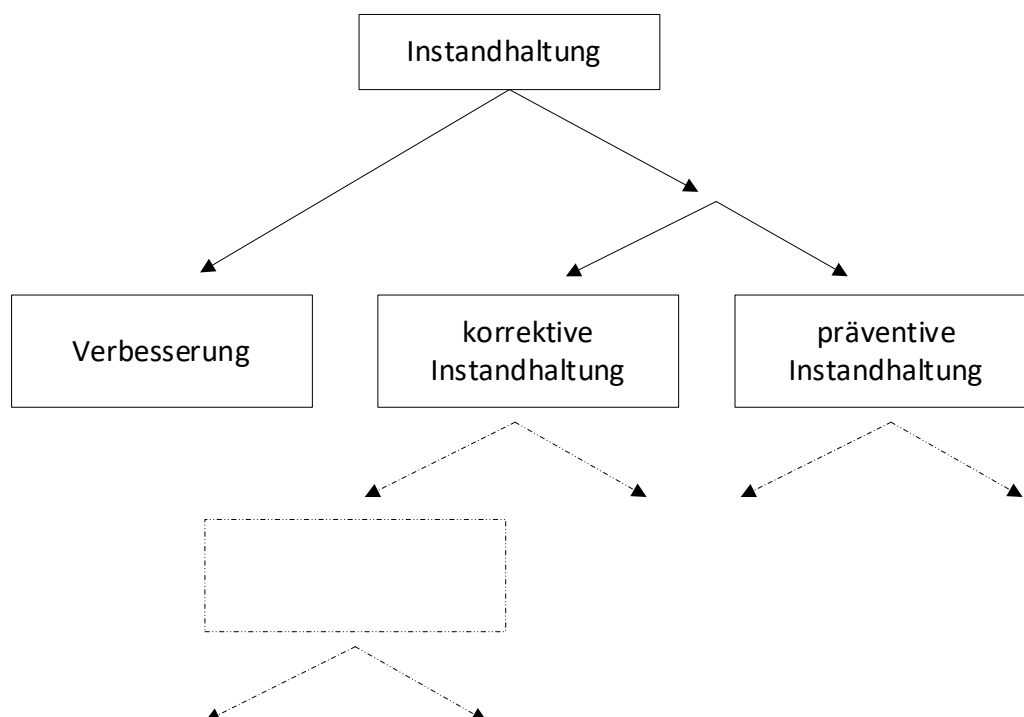 Instandhaltung
Verbesserung
korrektive
Instandhaltung
präventive
Instandhaltung